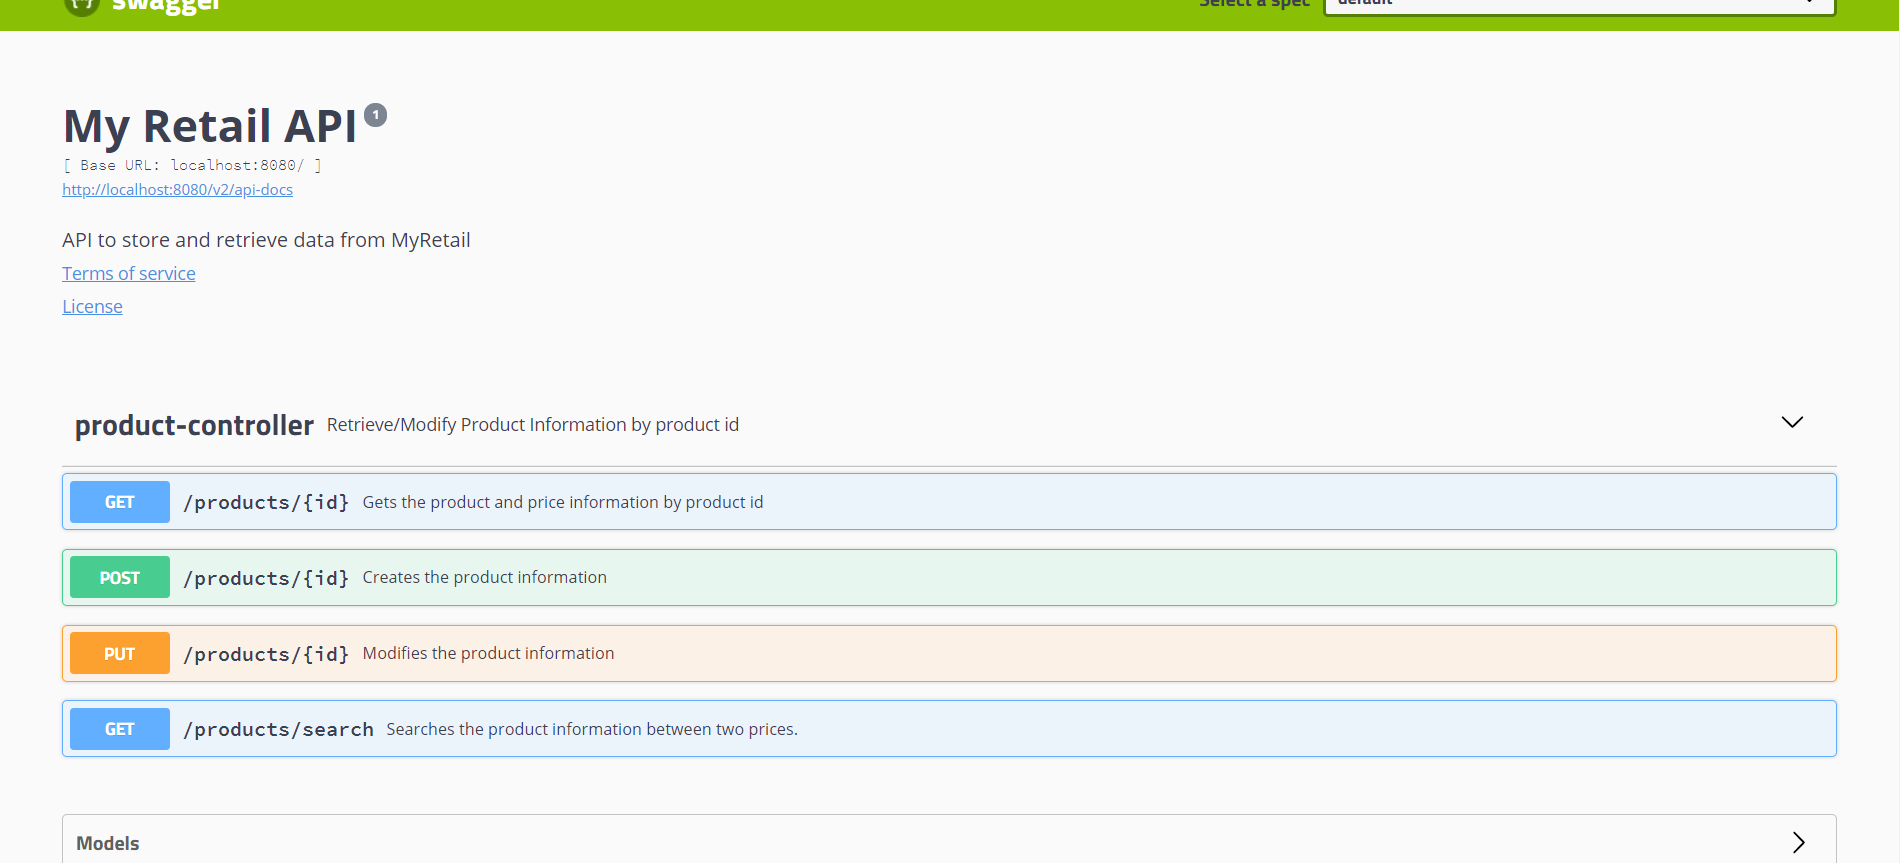 swagger
Select a spec default
My Retail API 1
[ Base URL: localhost:8080/ ]
http://localhost:8080/v2/api-docs
API to store and retrieve data from MyRetail
Terms of service
License
product-controller Retrieve/Modify Product Information by product id
GET /products/{id} Gets the product and price information by product id
POST /products/{id} Creates the product information
PUT /products/{id} Modifies the product information
GET /products/search Searches the product information between two prices.
Models